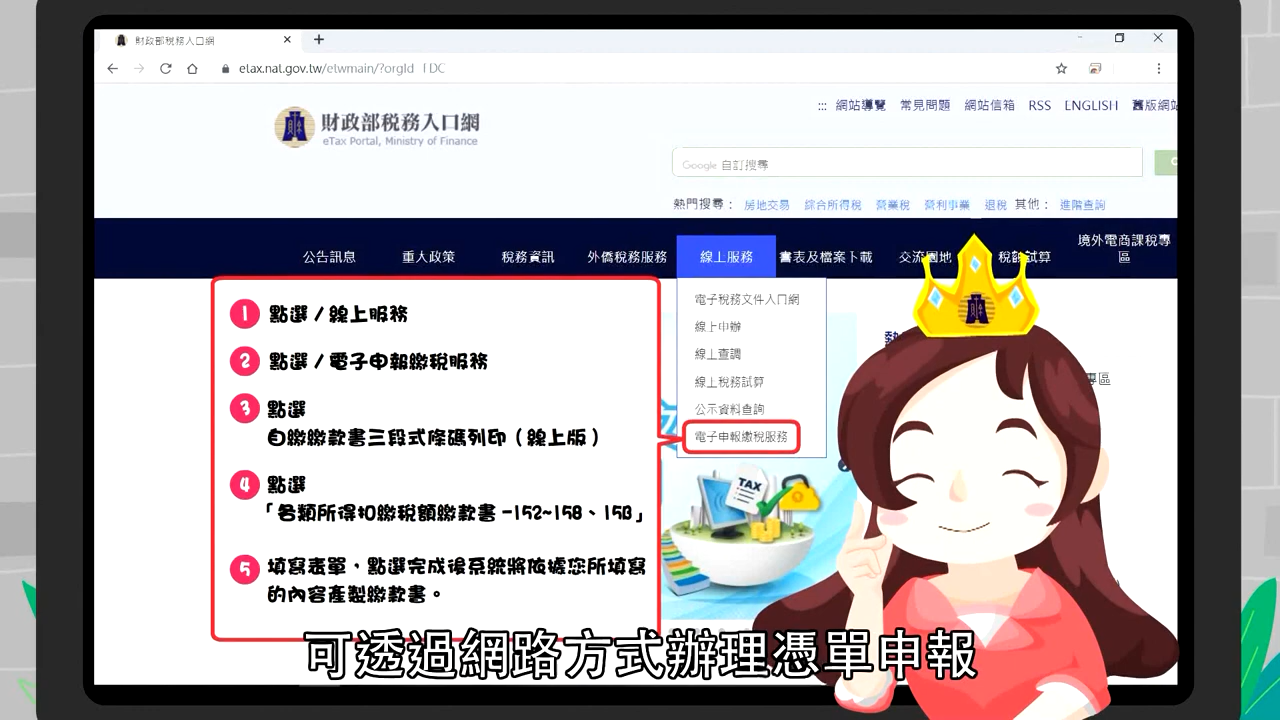 財政部稅務入口網
etax.nat.gov.tw/etwmain/?orgId
::: 網站導覽 常見問題 網站信箱 RSS ENGLISH 舊版網站
財政部稅務入口網
eTax Portal, Ministry of Finance
Google 自訂搜尋
熱門搜尋： 房地交易 綜合所得稅 營業稅 營利事業 退稅 其他： 進階查詢
公告訊息 重大政策 稅務資訊 外僑稅務服務 線上服務 書表及檔案下載 交流園地 稅額試算 境外電商課稅專區
電子稅務文件入口網
線上申辦
線上查調
線上稅務試算
公示資料查詢
電子申報繳稅服務
專區
1 點選／線上服務
2 點選／電子申報繳稅服務
3 點選
自繳繳款書三段式條碼列印（線上版）
4 點選
「各類所得扣繳稅額繳款書-152~158、15B」
5 填寫表單，點選完成後系統將依據您所填寫
的內容產製繳款書。
TAX
可透過網路方式辦理憑單申報